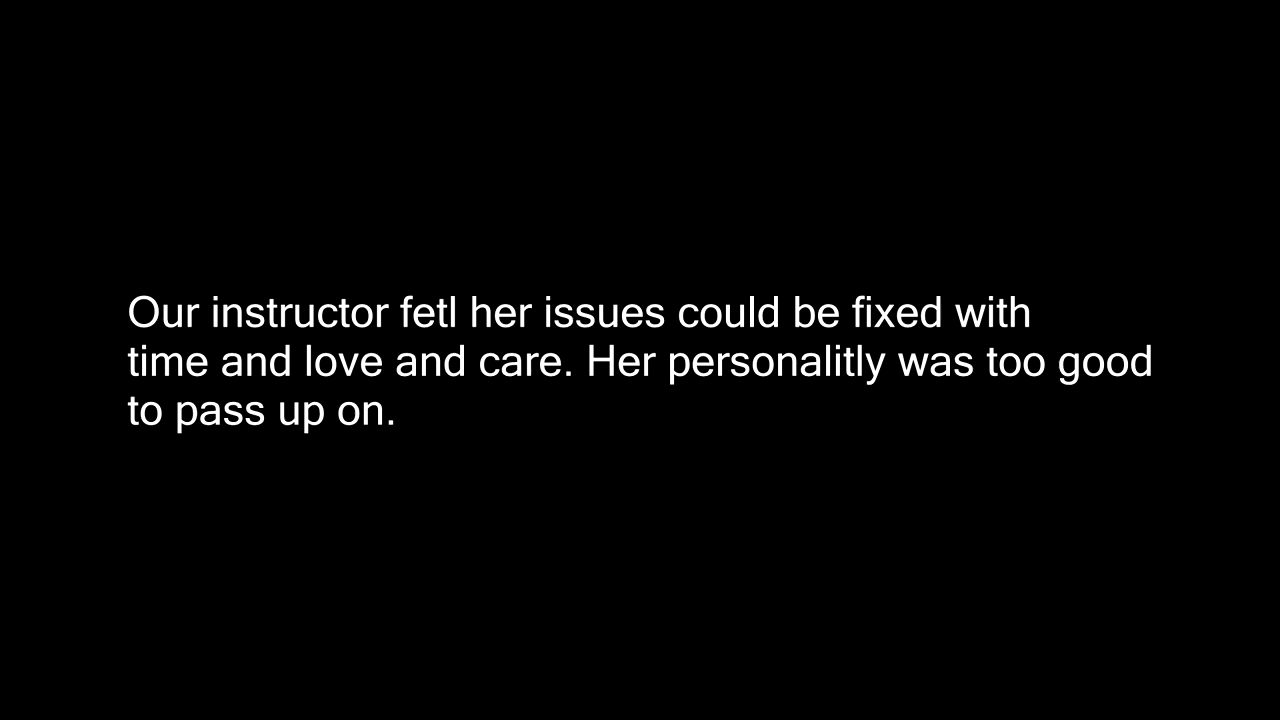 Our instructor fetl her issues could be fixed with
time and love and care. Her personalitly was too good
to pass up on.